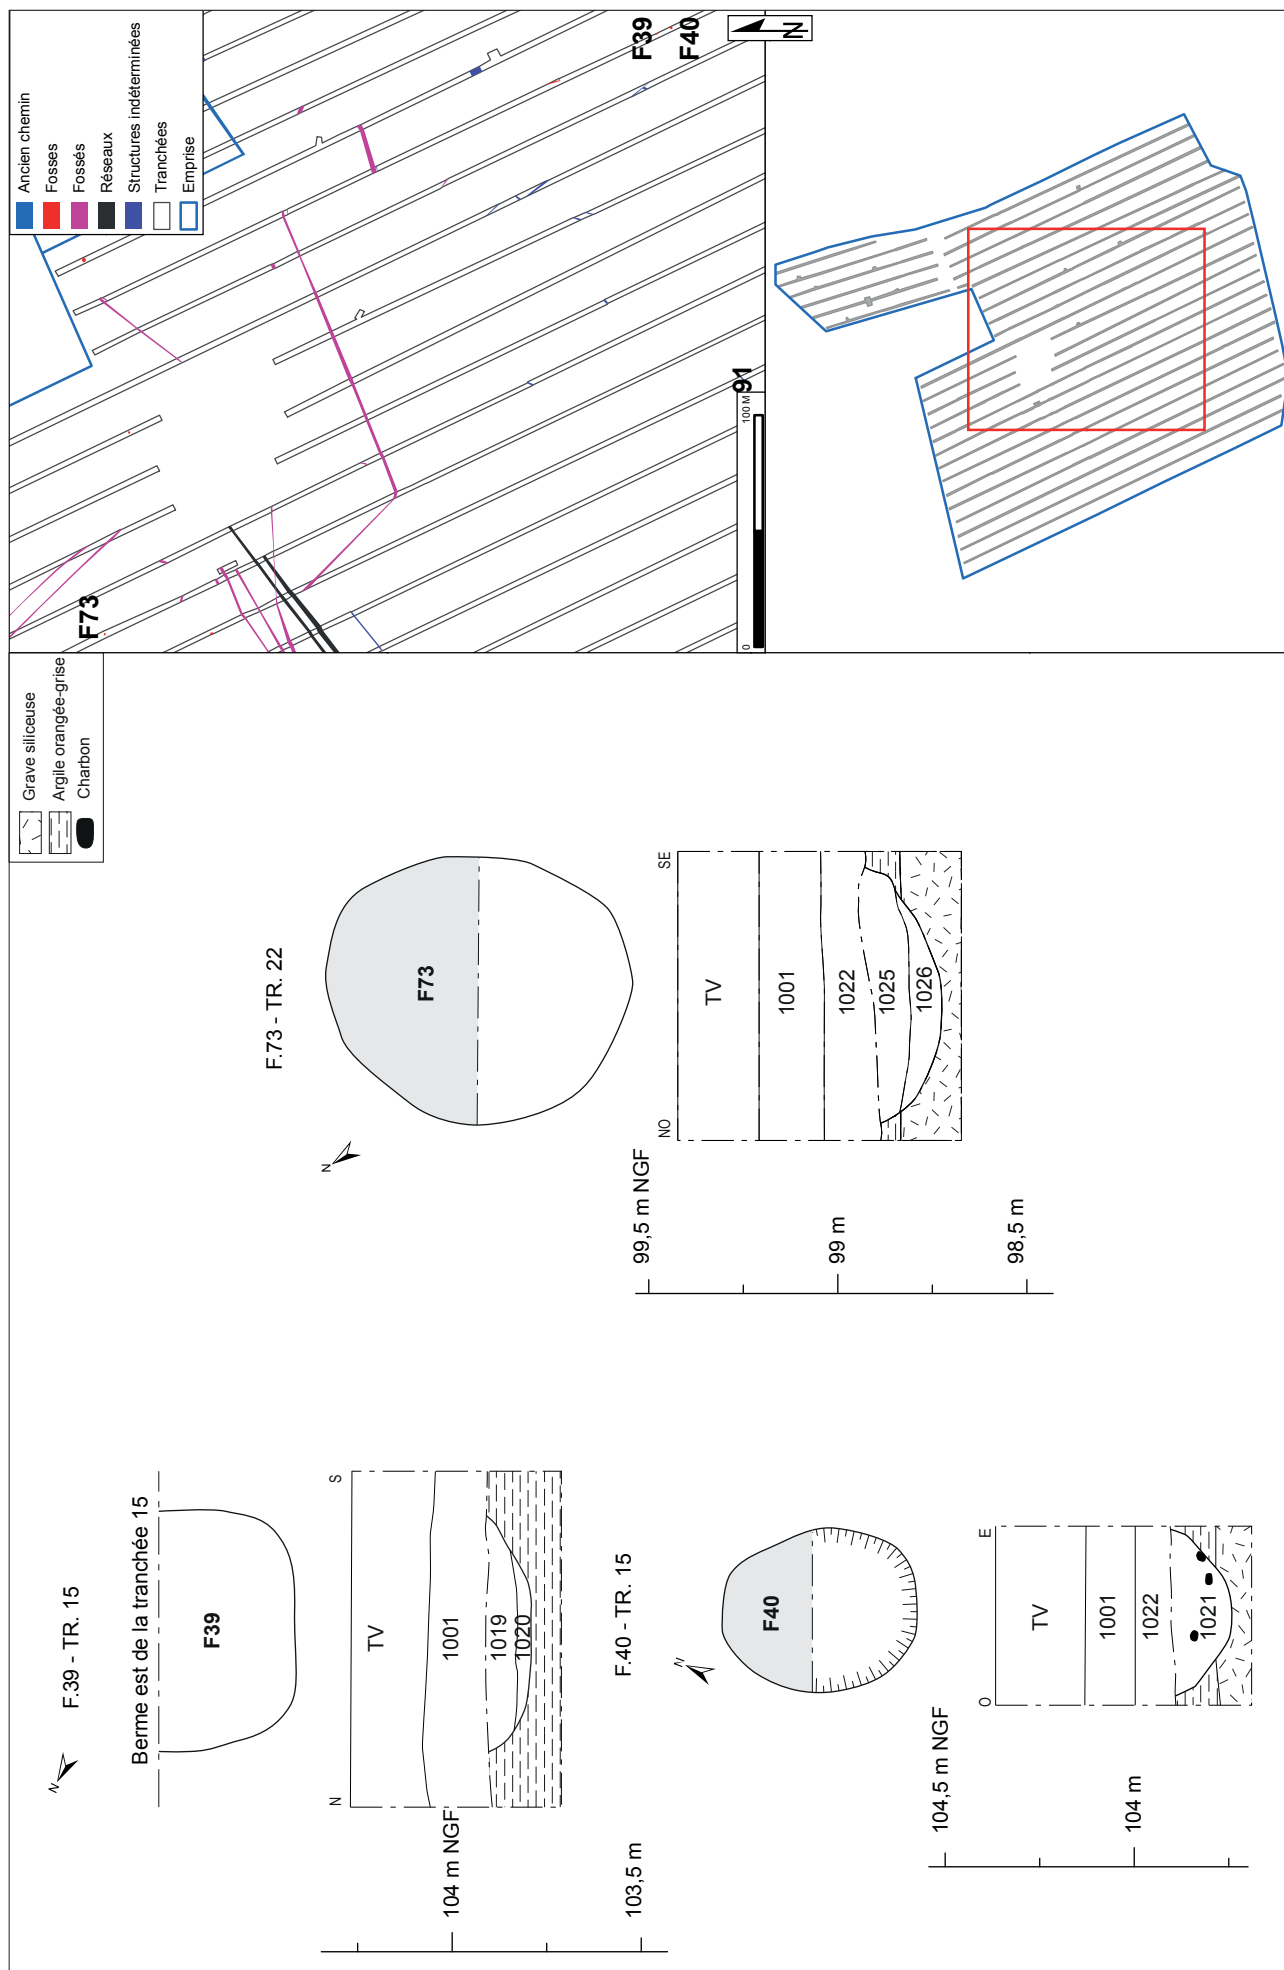 F.39 - TR. 15
N
Berme est de la tranchée 15
F39
N
S
TV
1001
1019
1020
104 m NGF
103,5 m
F.40 - TR. 15
N
F40
O
E
TV
1001
1022
1021
104,5 m NGF
104 m
F.73 - TR. 22
N
F73
NO
SE
TV
1001
1022
1025
1026
99,5 m NGF
99 m
98,5 m
Grave siliceuse
Argile orangée-grise
Charbon
F73
F39
F40
91
0
100 M
N
Ancien chemin
Fosses
Fossés
Réseaux
Structures indéterminées
Tranchées
Emprise